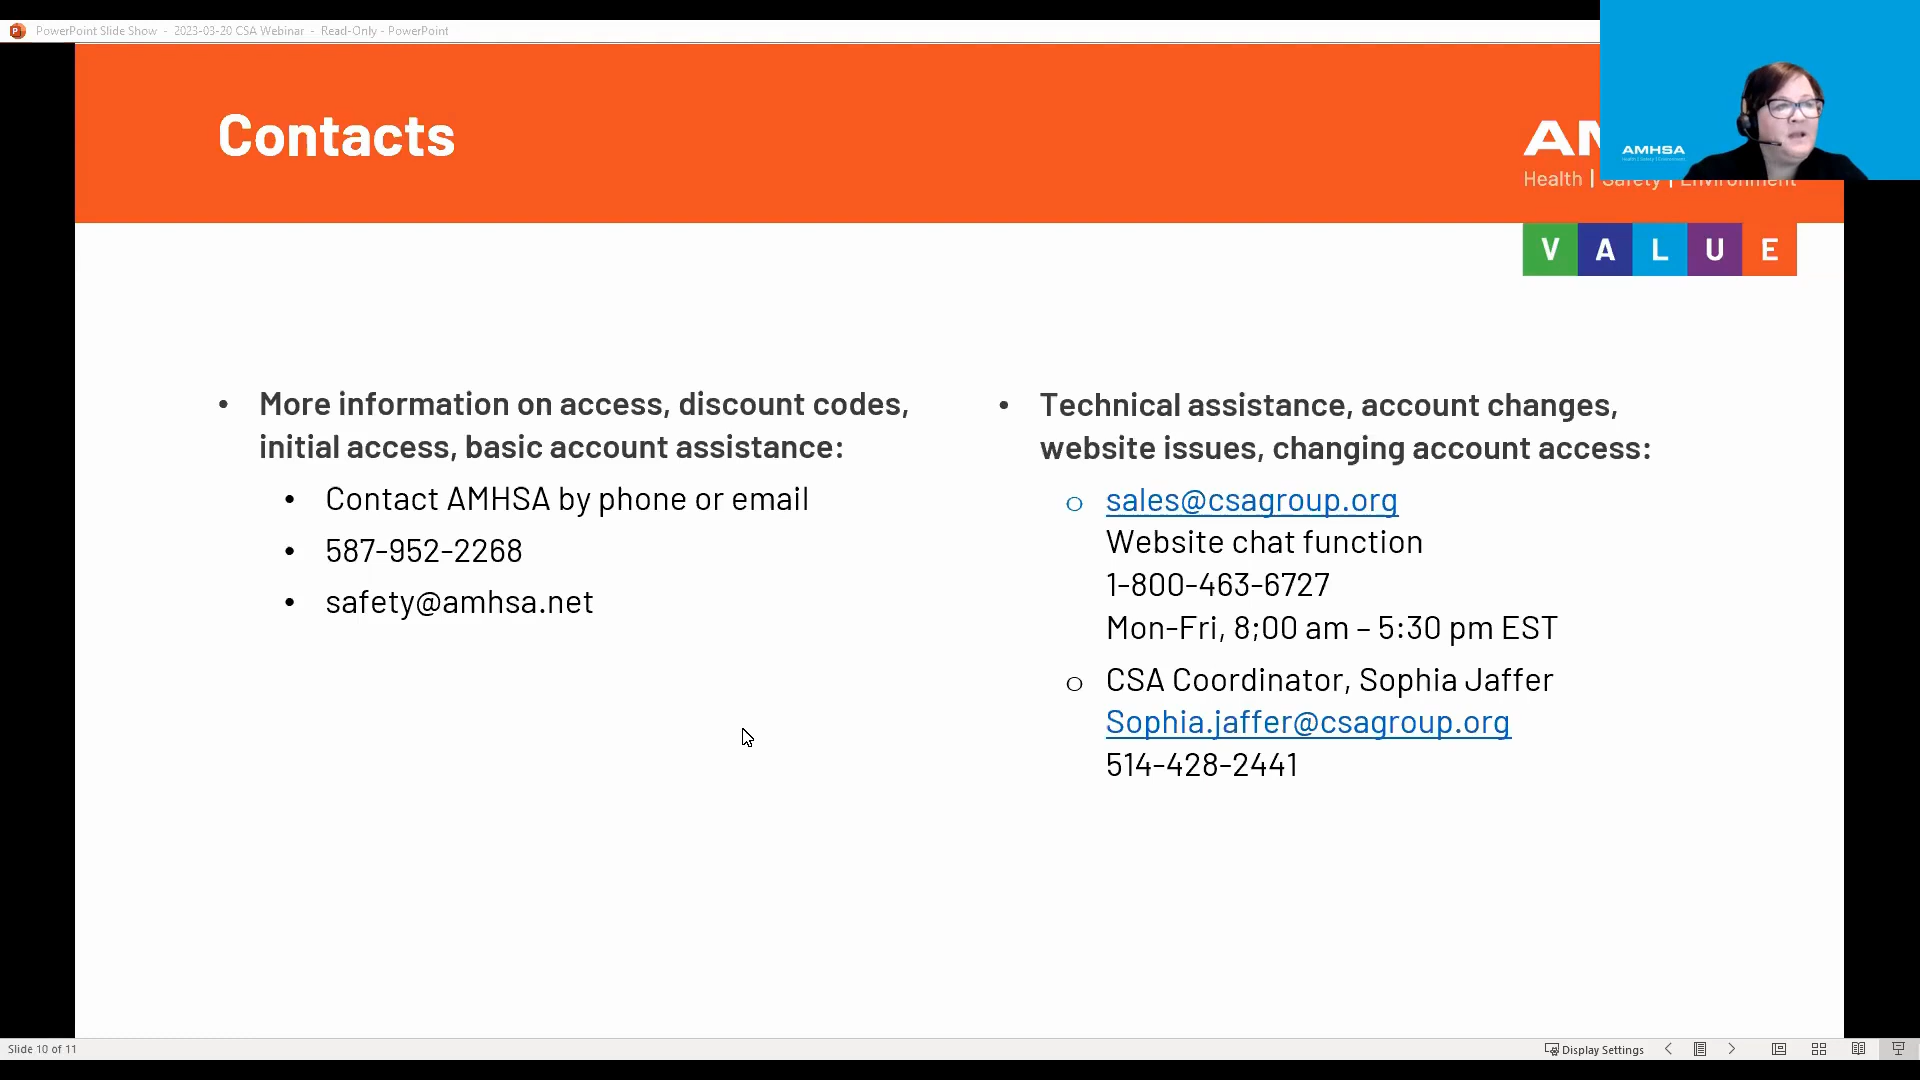 PowerPoint Slide Show - 2023-03-20 CSA Webinar - Read-Only - PowerPoint
Contacts
AMHSA
Health | Safety | Environment
V A L U E
• More information on access, discount codes,
initial access, basic account assistance:
• Contact AMHSA by phone or email
• 587-952-2268
• safety@amhsa.net
• Technical assistance, account changes,
website issues, changing account access:
o sales@csagroup.org
Website chat function
1-800-463-6727
Mon-Fri, 8;00 am – 5:30 pm EST
o CSA Coordinator, Sophia Jaffer
Sophia.jaffer@csagroup.org
514-428-2441
Slide 10 of 11
Display Settings